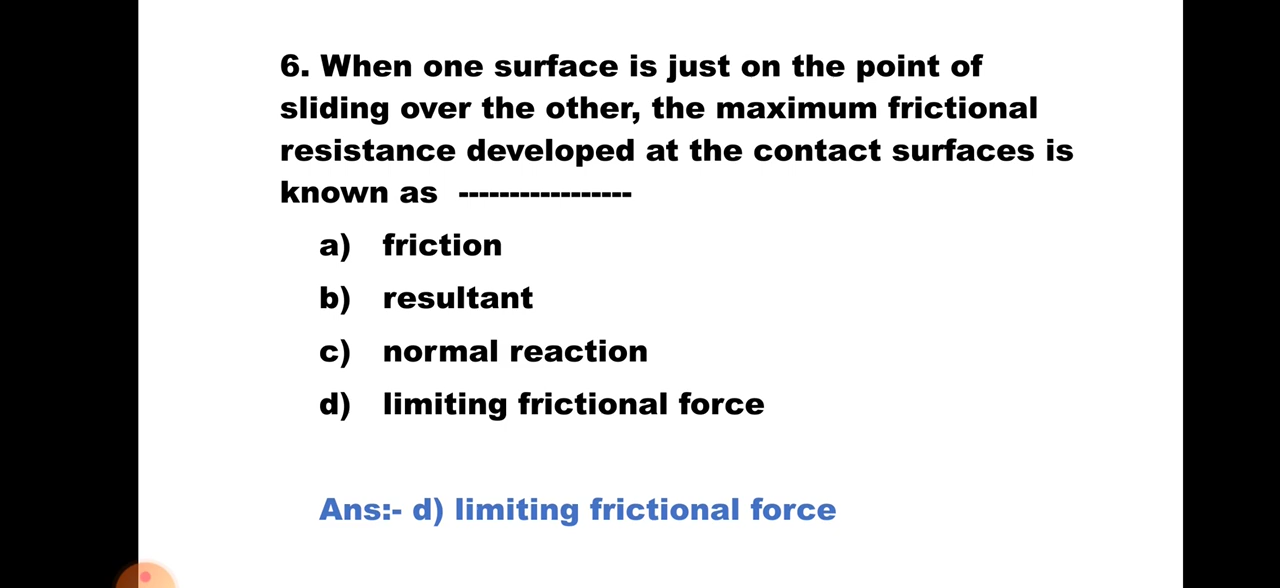 6. When one surface is just on the point of
sliding over the other, the maximum frictional
resistance developed at the contact surfaces is
known as -----------------
a) friction
b) resultant
c) normal reaction
d) limiting frictional force
Ans:- d) limiting frictional force